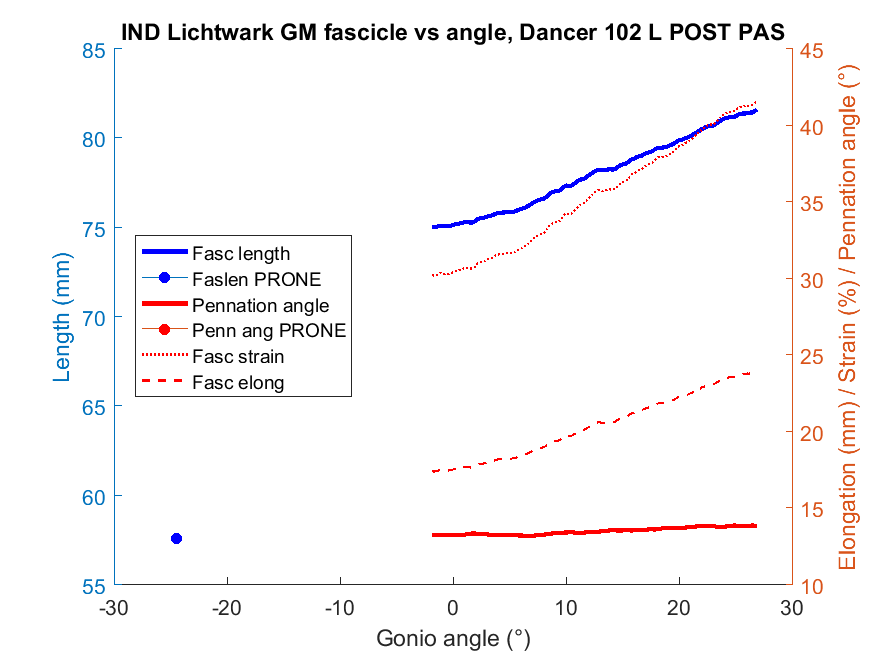 IND Lichtwark GM fascicle vs angle, Dancer 102 L POST PAS
85
80
75
70
65
60
55
Length (mm)
45
40
35
30
25
20
15
10
Elongation (mm) / Strain (%) / Pennation angle (°)
Fasc length
Faslen PRONE
Pennation angle
Penn ang PRONE
Fasc strain
Fasc elong
-30 -20 -10 0 10 20 30
Gonio angle (°)